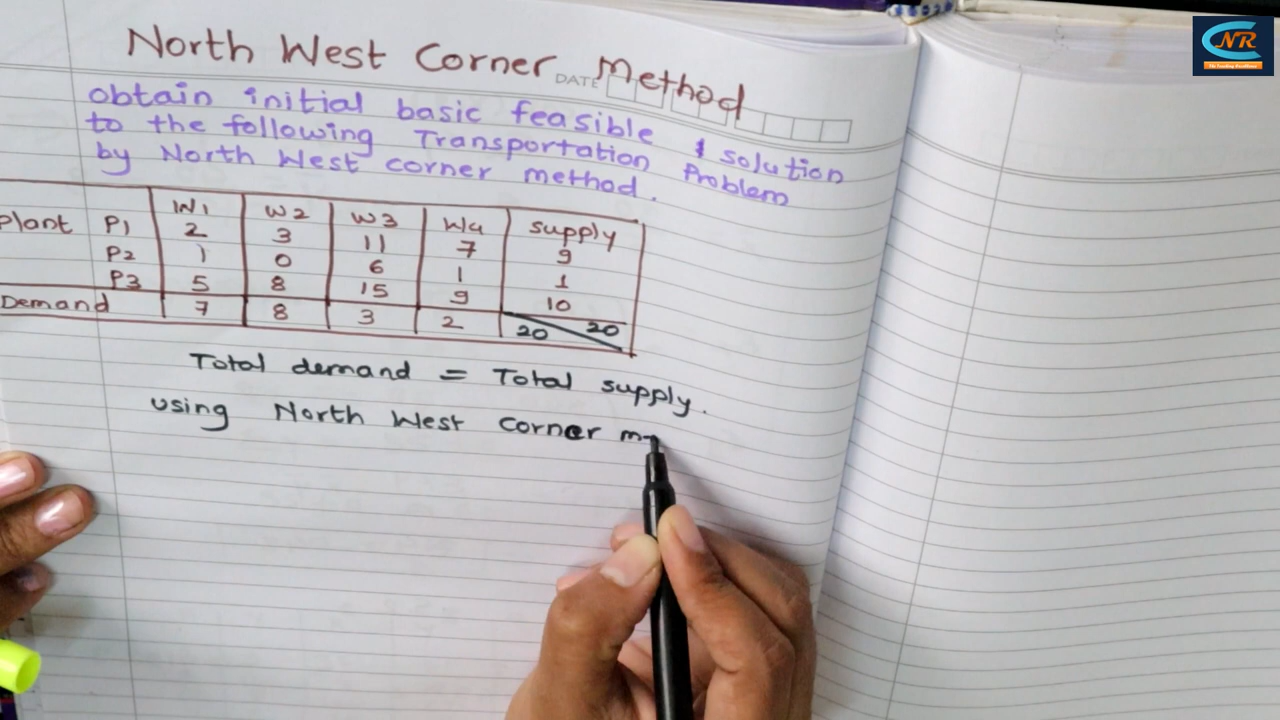 North West Corner Method
DATE
obtain initial basic feasible solution
to the following Transportation Problem
by North West corner method.
W1 W2 W3 W4 supply
Plant P1 2 3 11 7 9
P2 1 0 6 1 1
P3 5 8 15 9 10
Demand 7 8 3 2 20 20
Total demand = Total supply.
using North West Corner m
NR